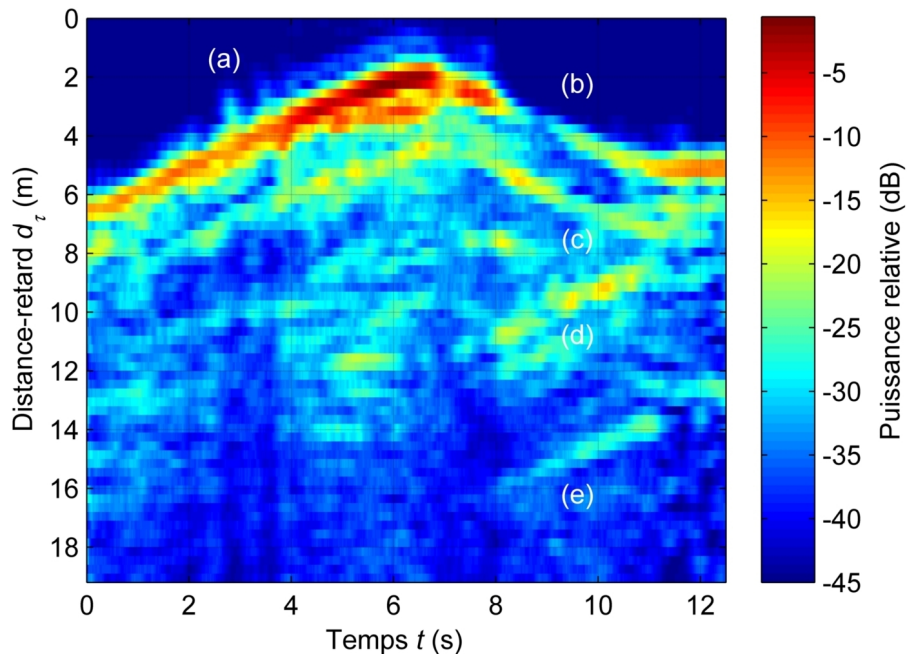 0
2
4
6
8
10
12
14
16
18
Distance-retard dτ (m)
0 2 4 6 8 10 12
Temps t (s)
(a)
(b)
(c)
(d)
(e)
-5
-10
-15
-20
-25
-30
-35
-40
-45
Puissance relative (dB)